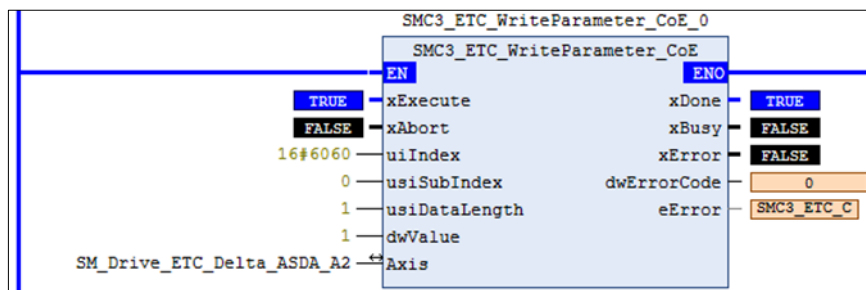 SMC3_ETC_WriteParameter_CoE_0
SMC3_ETC_WriteParameter_CoE
EN ENO
TRUE xExecute xDone TRUE
FALSE xAbort xBusy FALSE
16#6060 uiIndex xError FALSE
0 usiSubIndex dwErrorCode 0
1 usiDataLength eError SMC3_ETC_C
1 dwValue
SM_Drive_ETC_Delta_ASDA_A2 Axis